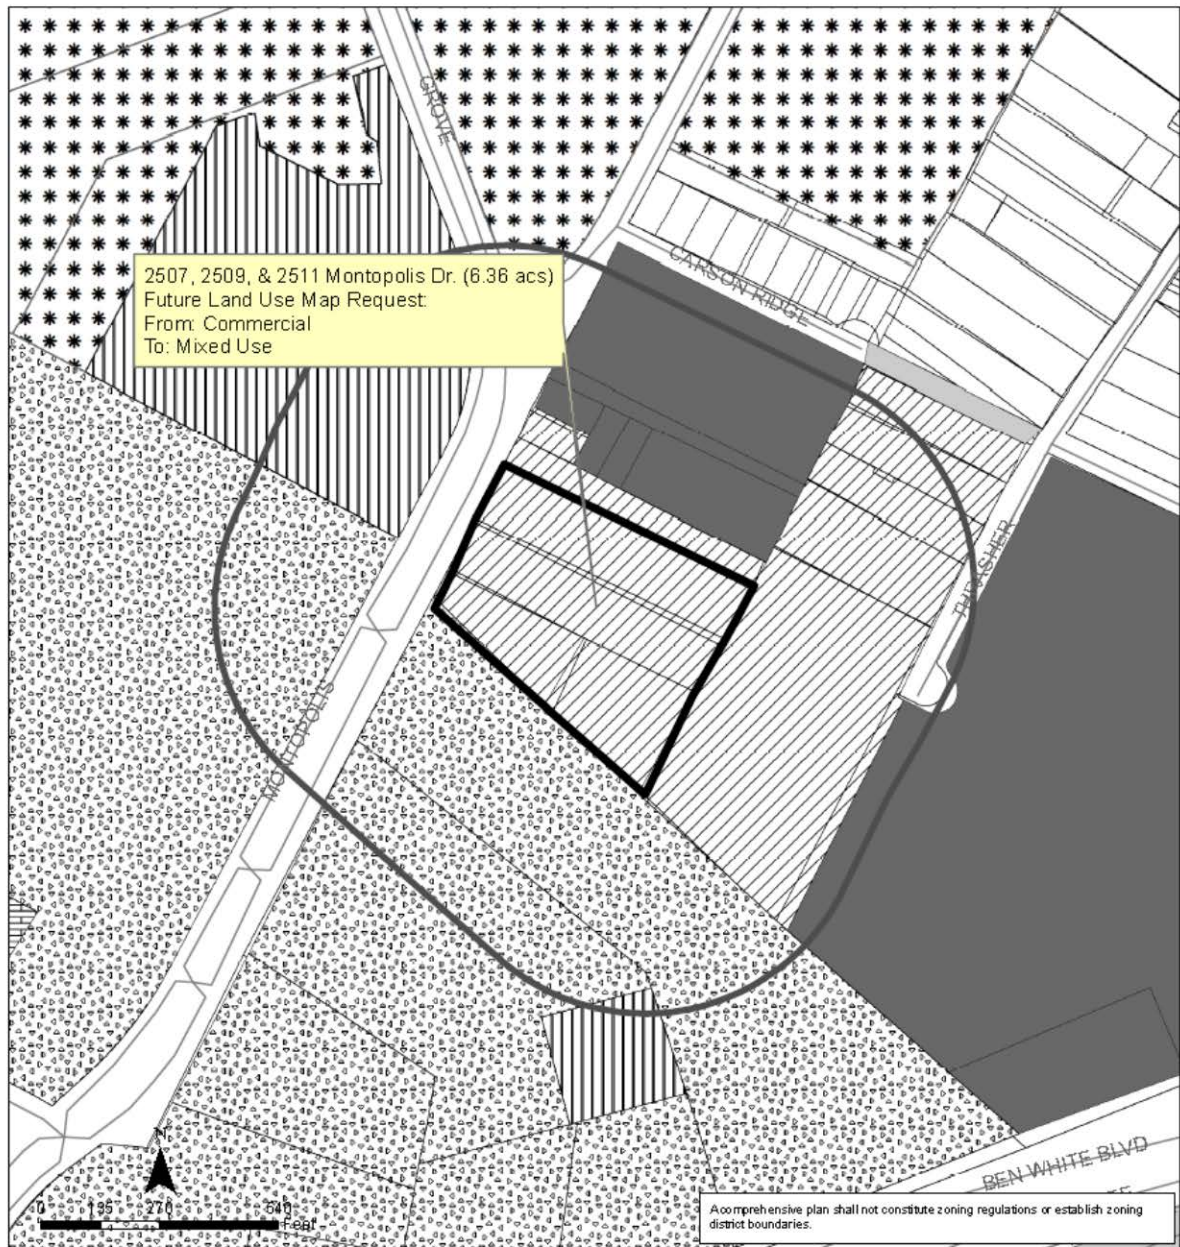 GROVE
CARSON RIDGE
2507, 2509, & 2511 Montopolis Dr. (6.36 acs)
Future Land Use Map Request:
From: Commercial
To: Mixed Use
THRASHER
MONTOPOLIS
BEN WHITE BLVD
N
0 135 270 540
Feet
A comprehensive plan shall not constitute zoning regulations or establish zoning
district boundaries.